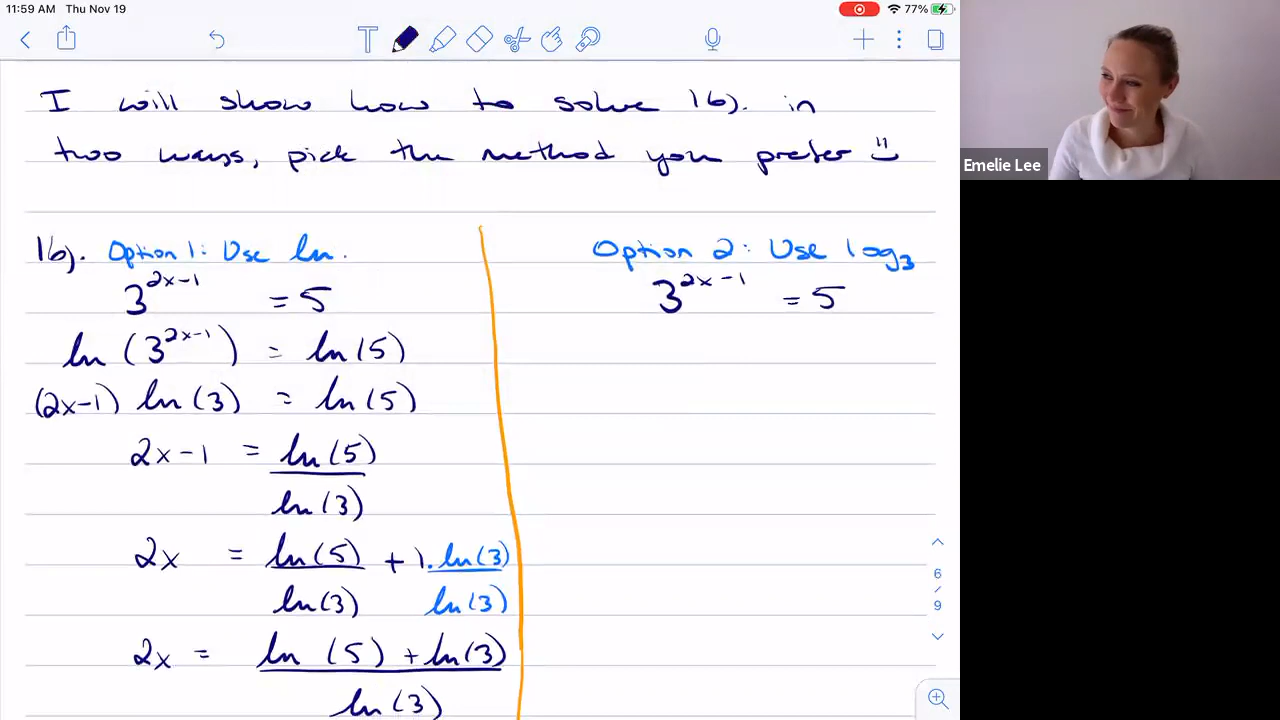 11:59 AM Thu Nov 19
77%
I will show how to solve 16). in
two ways, pick the method you prefer
Emelie Lee
16). Option 1: Use ln.
3^{2x-1} = 5
ln (3^{2x-1}) = ln(5)
(2x-1) ln(3) = ln(5)
2x-1 = ln(5)
ln(3)
2x = ln(5) + 1. ln(3)
ln(3) ln(3)
2x = ln (5) + ln(3)
ln(3)
Option 2: Use log_3
3^{2x-1} = 5
6
/
9